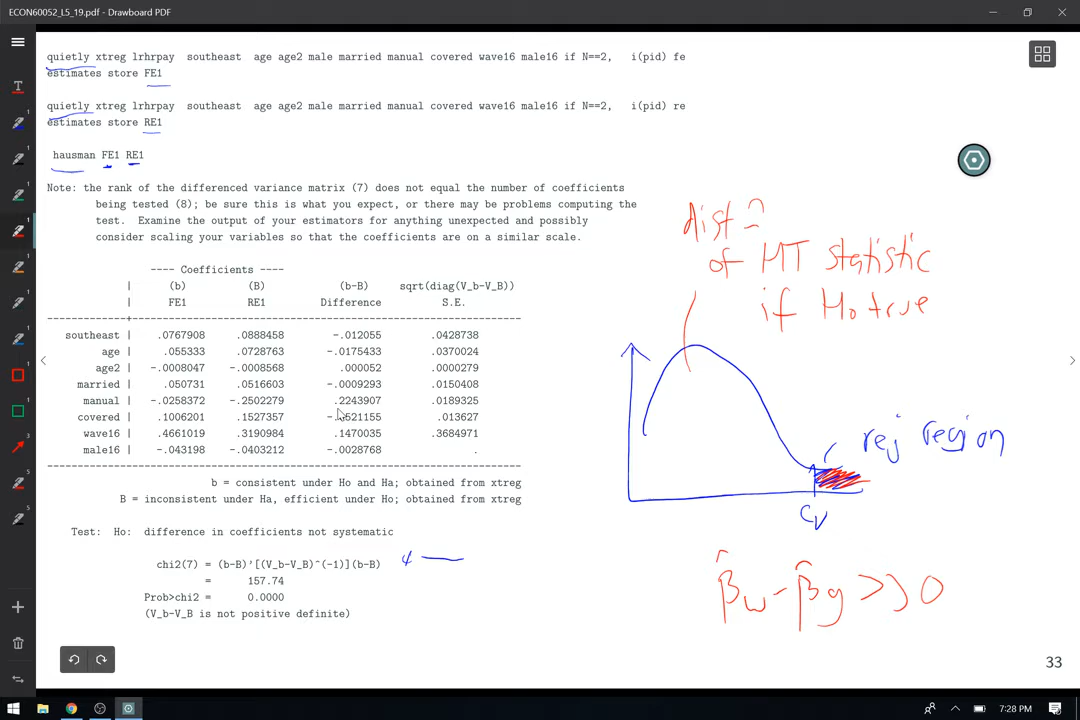 ECON60052_L5_19.pdf - Drawboard PDF
quietly xtreg lrhrpay southeast age age2 male married manual covered wave16 male16 if N==2, i(pid) fe
estimates store FE1
quietly xtreg lrhrpay southeast age age2 male married manual covered wave16 male16 if N==2, i(pid) re
estimates store RE1
hausman FE1 RE1
Note: the rank of the differenced variance matrix (7) does not equal the number of coefficients
being tested (8); be sure this is what you expect, or there may be problems computing the
test. Examine the output of your estimators for anything unexpected and possibly
consider scaling your variables so that the coefficients are on a similar scale.
---- Coefficients ----
| (b) (B) (b-B) sqrt(diag(V_b-V_B))
| FE1 RE1 Difference S.E.
southeast | .0767908 .0888458 -.012055 .0428738
age | .055333 .0728763 -.0175433 .0370024
age2 | -.0008047 -.0008568 .000052 .0000279
married | .050731 .0516603 -.0009293 .0150408
manual | -.0258372 -.2502279 .2243907 .0189325
covered | .1006201 .1527357 -.0521155 .013627
wave16 | .4661019 .3190984 .1470035 .3684971
male16 | -.043198 -.0403212 -.0028768 .
b = consistent under Ho and Ha; obtained from xtreg
B = inconsistent under Ha, efficient under Ho; obtained from xtreg
Test: Ho: difference in coefficients not systematic
chi2(7) = (b-B)'[(V_b-V_B)^(-1)](b-B)
= 157.74
Prob>chi2 = 0.0000
(V_b-V_B is not positive definite)
dist n
of HT statistic
if Ho true
rej region
CV
β̂w - β̂g >> 0
33
7:28 PM